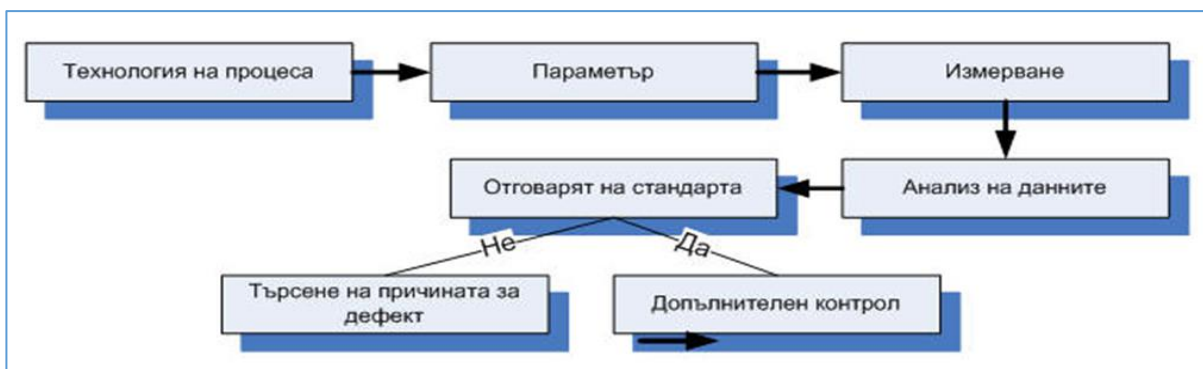 Технология на процеса
Параметър
Измерване
Отговарят на стандарта
Анализ на данните
Не
Да
Търсене на причината за
дефект
Допълнителен контрол